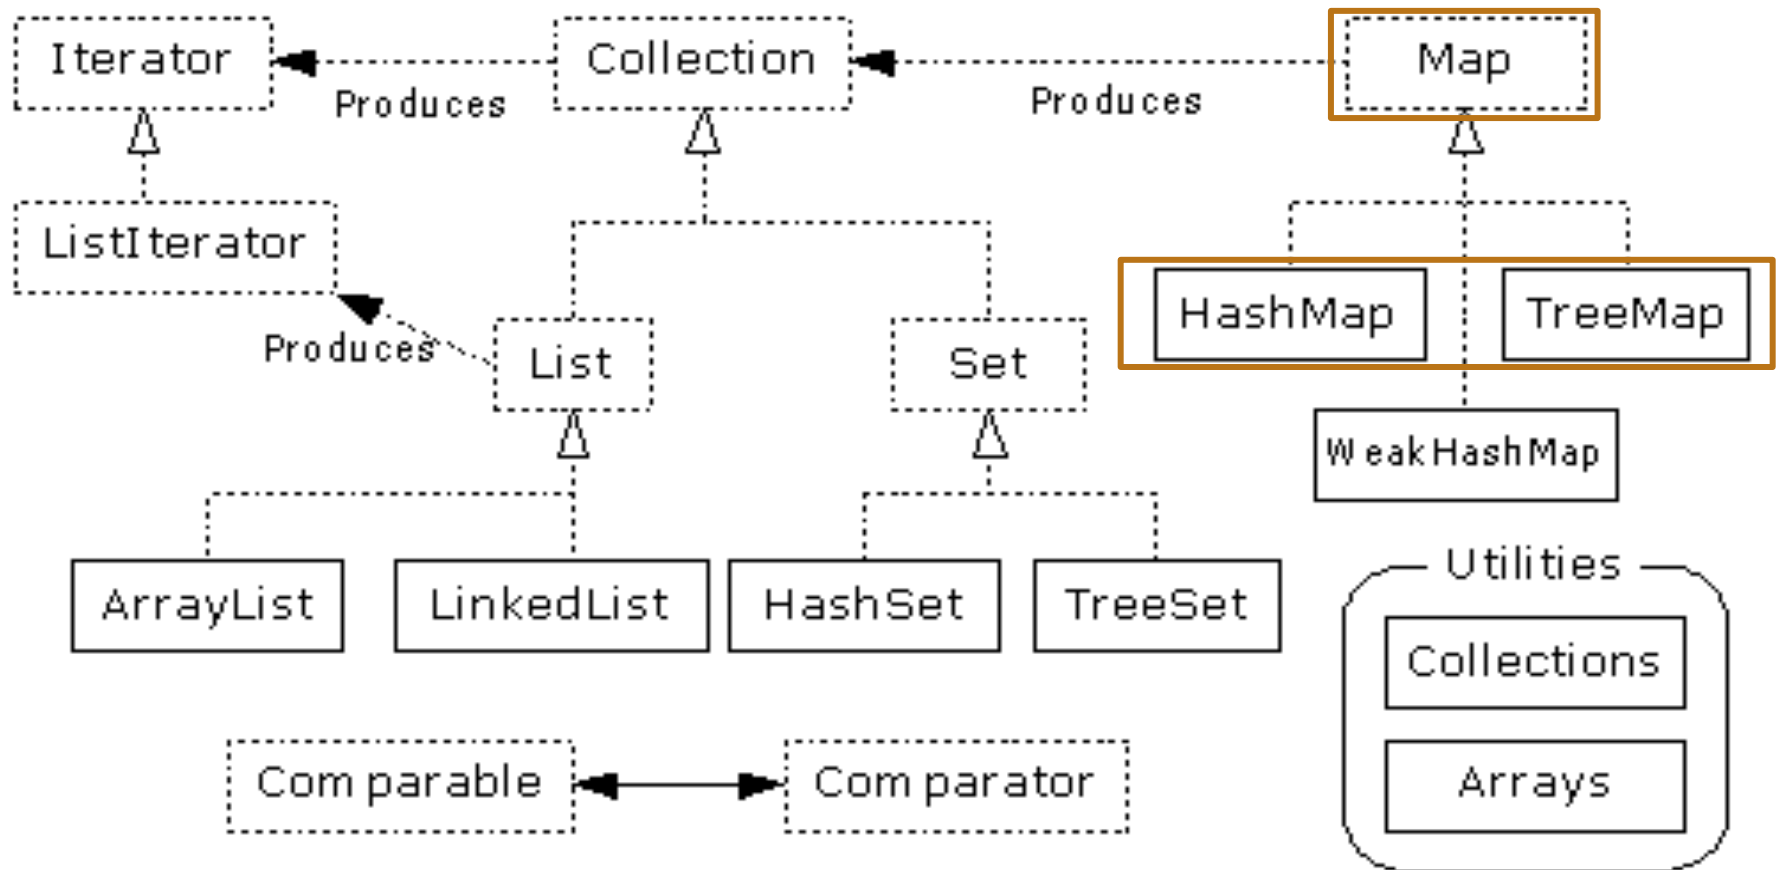 Iterator
Collection
Map
Produces
Produces
ListIterator
HashMap
TreeMap
Produces
List
Set
WeakHashMap
Utilities
ArrayList
LinkedList
HashSet
TreeSet
Collections
Comparable
Comparator
Arrays